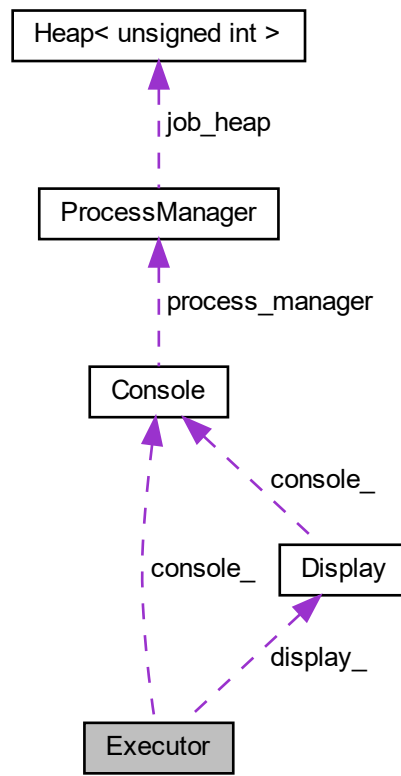 Heap< unsigned int >
job_heap
ProcessManager
process_manager
Console
console_
console_
Display
display_
Executor